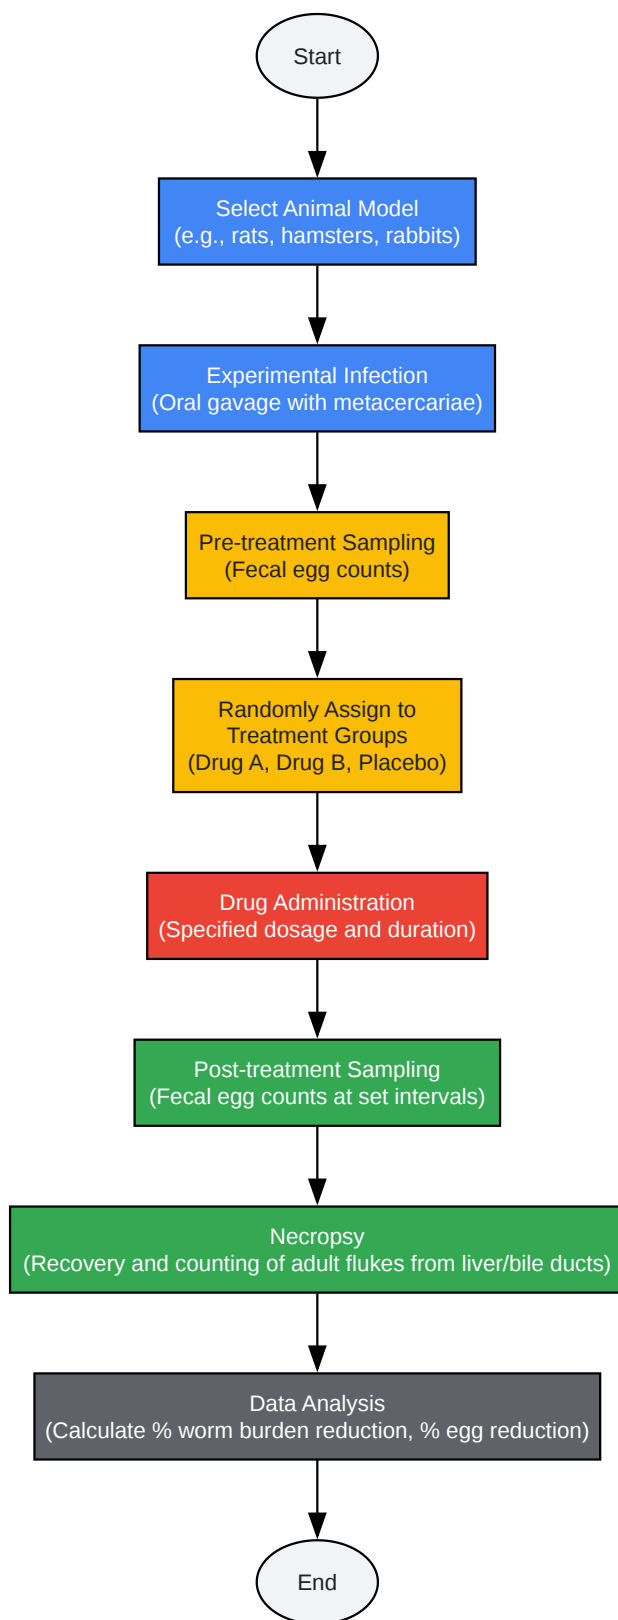 Start
Select Animal Model
(e.g., rats, hamsters, rabbits)
Experimental Infection
(Oral gavage with metacercariae)
Pre-treatment Sampling
(Fecal egg counts)
Randomly Assign to
Treatment Groups
(Drug A, Drug B, Placebo)
Drug Administration
(Specified dosage and duration)
Post-treatment Sampling
(Fecal egg counts at set intervals)
Necropsy
(Recovery and counting of adult flukes from liver/bile ducts)
Data Analysis
(Calculate % worm burden reduction, % egg reduction)
End